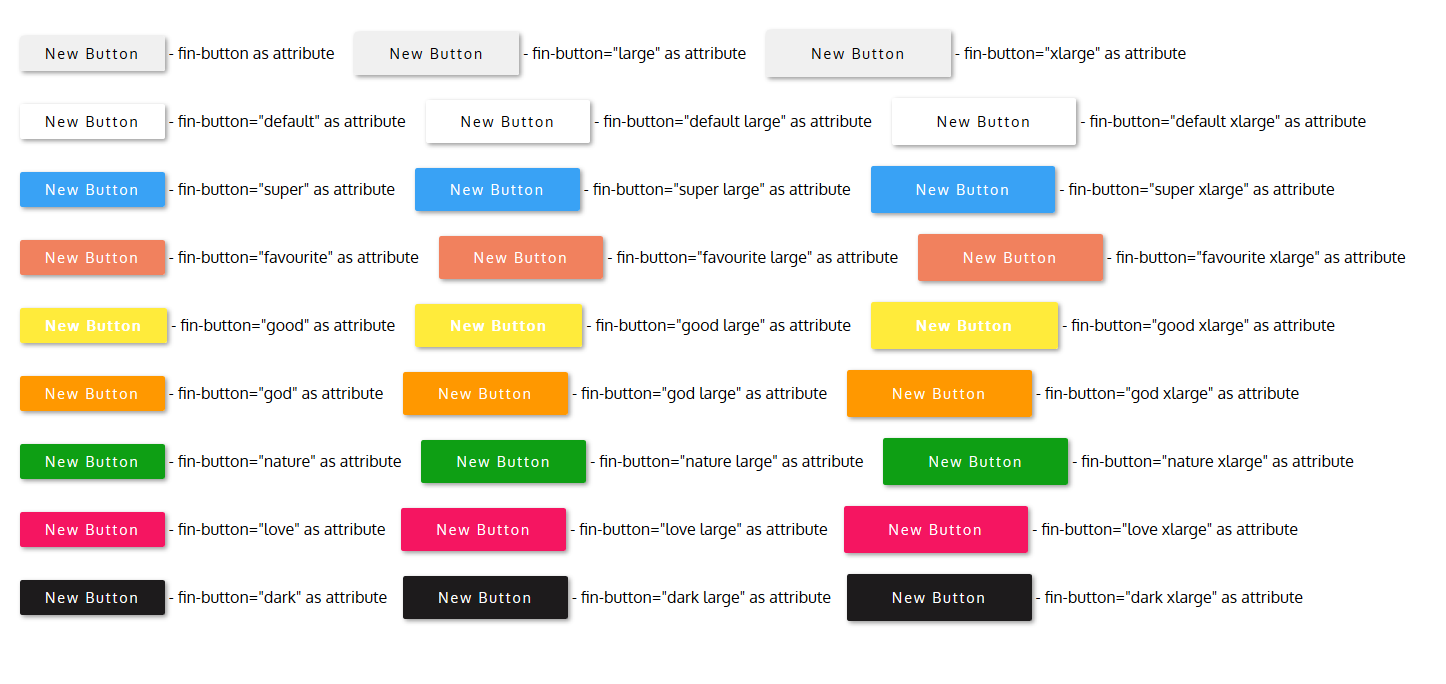 New Button - fin-button as attribute New Button - fin-button="large" as attribute New Button - fin-button="xlarge" as attribute
New Button - fin-button="default" as attribute New Button - fin-button="default large" as attribute New Button - fin-button="default xlarge" as attribute
New Button - fin-button="super" as attribute New Button - fin-button="super large" as attribute New Button - fin-button="super xlarge" as attribute
New Button - fin-button="favourite" as attribute New Button - fin-button="favourite large" as attribute New Button - fin-button="favourite xlarge" as attribute
New Button - fin-button="good" as attribute New Button - fin-button="good large" as attribute New Button - fin-button="good xlarge" as attribute
New Button - fin-button="god" as attribute New Button - fin-button="god large" as attribute New Button - fin-button="god xlarge" as attribute
New Button - fin-button="nature" as attribute New Button - fin-button="nature large" as attribute New Button - fin-button="nature xlarge" as attribute
New Button - fin-button="love" as attribute New Button - fin-button="love large" as attribute New Button - fin-button="love xlarge" as attribute
New Button - fin-button="dark" as attribute New Button - fin-button="dark large" as attribute New Button - fin-button="dark xlarge" as attribute